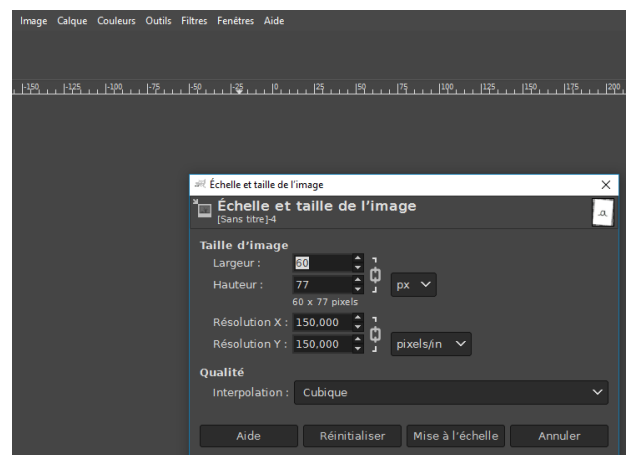 Image Calque Couleurs Outils Filtres Fenêtres Aide
-150 -125 -100 -75 -50 -25 0 25 50 75 100 125 150 175 200
Échelle et taille de l'image
Échelle et taille de l'image
[Sans titre]-4
a
Taille d'image
Largeur : 60
Hauteur : 77 px
60 x 77 pixels
Résolution X : 150,000
Résolution Y : 150,000 pixels/in
Qualité
Interpolation : Cubique
Aide Réinitialiser Mise à l'échelle Annuler